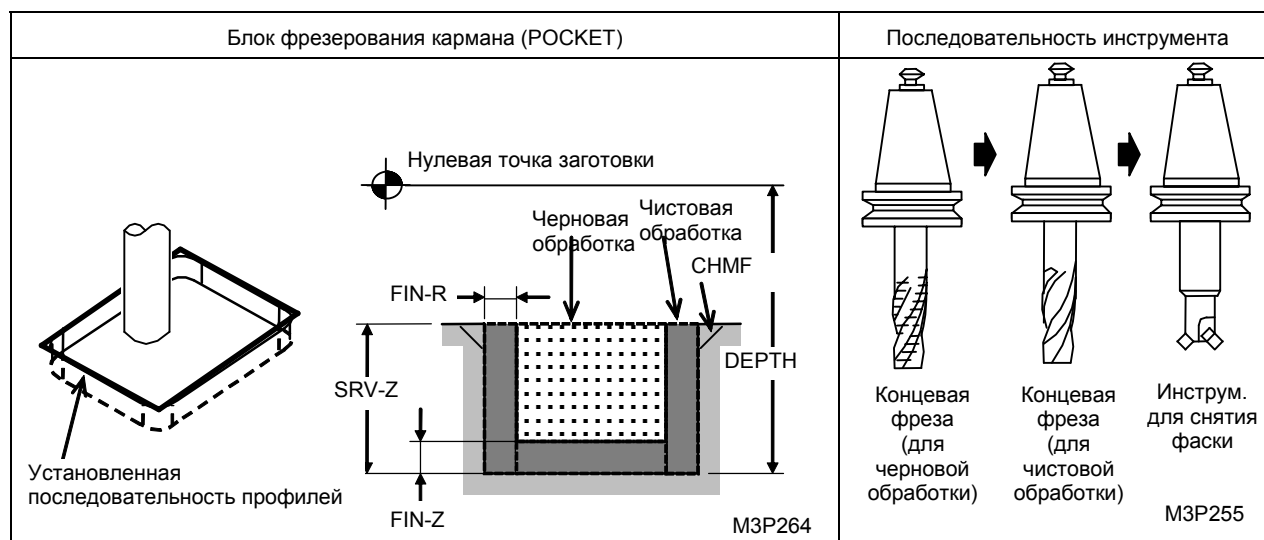 Блок фрезерования кармана (POCKET)
Последовательность инструмента
Нулевая точка заготовки
Черновая
обработка
Чистовая
обработка
CHMF
FIN-R
DEPTH
SRV-Z
FIN-Z
Установленная
последовательность профилей
M3P264
Концевая
фреза
(для
черновой
обработки)
Концевая
фреза
(для
чистовой
обработки)
Инструм.
для снятия
фаски
M3P255